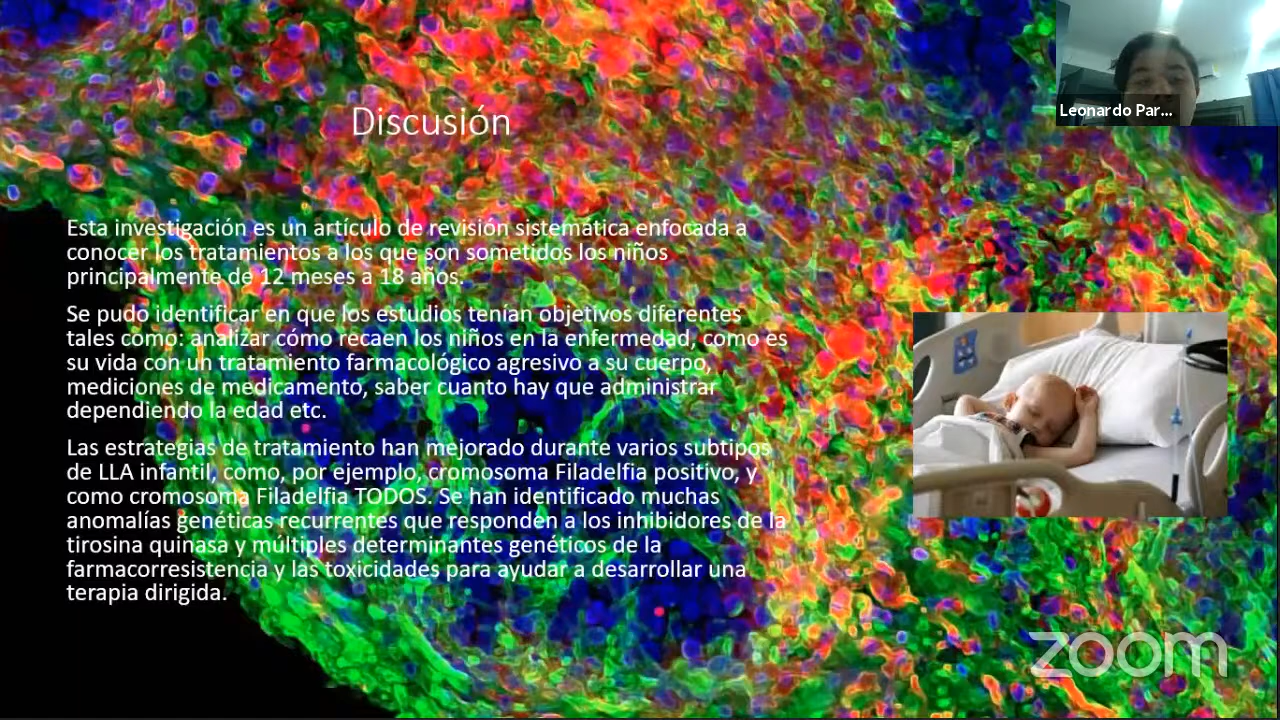 Leonardo Par...
Discusión
Esta investigación es un artículo de revisión sistemática enfocada a
conocer los tratamientos a los que son sometidos los niños
principalmente de 12 meses a 18 años.
Se pudo identificar en que los estudios tenían objetivos diferentes
tales como: analizar cómo recaen los niños en la enfermedad, como es
su vida con un tratamiento farmacológico agresivo a su cuerpo,
mediciones de medicamento, saber cuanto hay que administrar
dependiendo la edad etc.
Las estrategias de tratamiento han mejorado durante varios subtipos
de LLA infantil, como, por ejemplo, cromosoma Filadelfia positivo, y
como cromosoma Filadelfia TODOS. Se han identificado muchas
anomalías genéticas recurrentes que responden a los inhibidores de la
tirosina quinasa y múltiples determinantes genéticos de la
farmacorresistencia y las toxicidades para ayudar a desarrollar una
terapia dirigida.
zoom